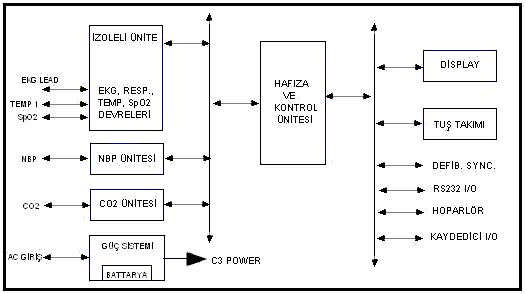 İZOLELİ ÜNİTE
EKG, RESP.,
TEMP, SpO2
DEVRELERİ
EKG LEAD
TEMP I
SpO2
NBP
NBP ÜNİTESİ
CO2
CO2 ÜNİTESİ
AC GİRİŞ
GÜÇ SİSTEMİ
BATTARYA
C3 POWER
HAFIZA
VE
KONTROL
ÜNİTESİ
DİSPLAY
TUŞ TAKIMI
DEFİB. SYNC.
RS232 I/O
HOPARLÖR
KAYDEDİCİ I/O